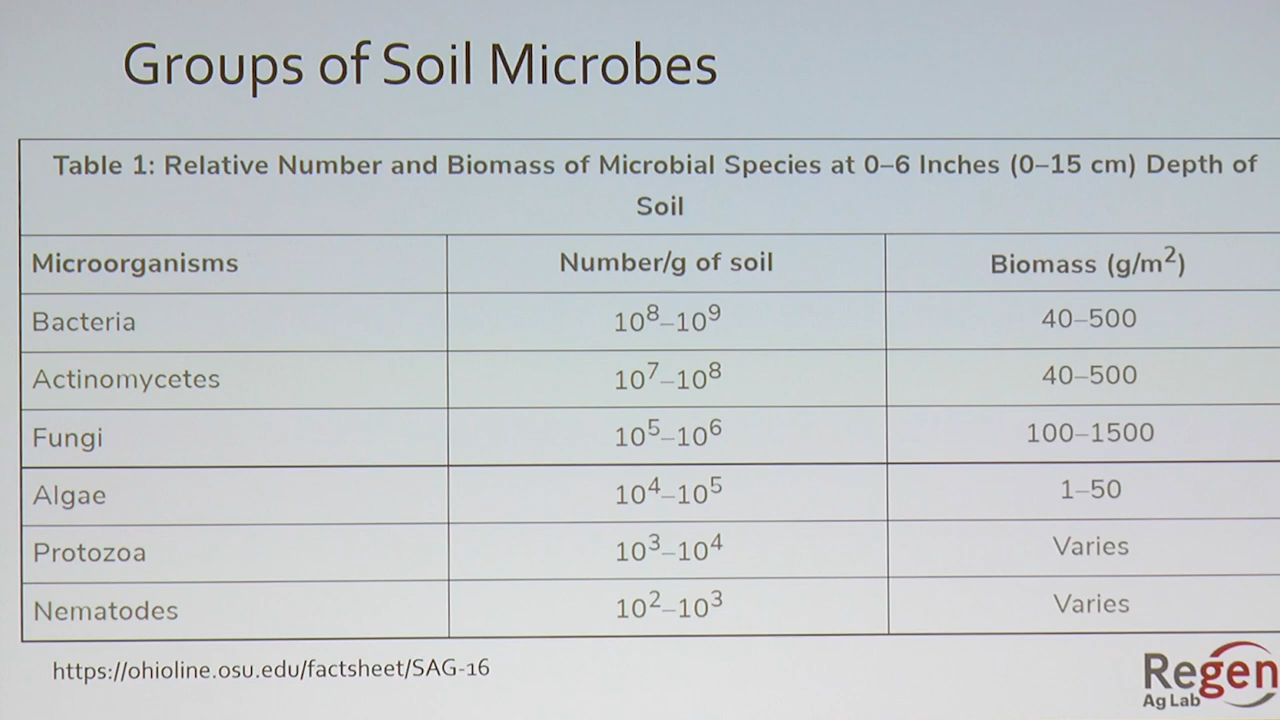 Groups of Soil Microbes
Table 1: Relative Number and Biomass of Microbial Species at 0–6 Inches (0–15 cm) Depth of
Soil
Microorganisms Number/g of soil Biomass (g/m²)
Bacteria 10⁸–10⁹ 40–500
Actinomycetes 10⁷–10⁸ 40–500
Fungi 10⁵–10⁶ 100–1500
Algae 10⁴–10⁵ 1–50
Protozoa 10³–10⁴ Varies
Nematodes 10²–10³ Varies
https://ohioline.osu.edu/factsheet/SAG-16
Regen
Ag Lab